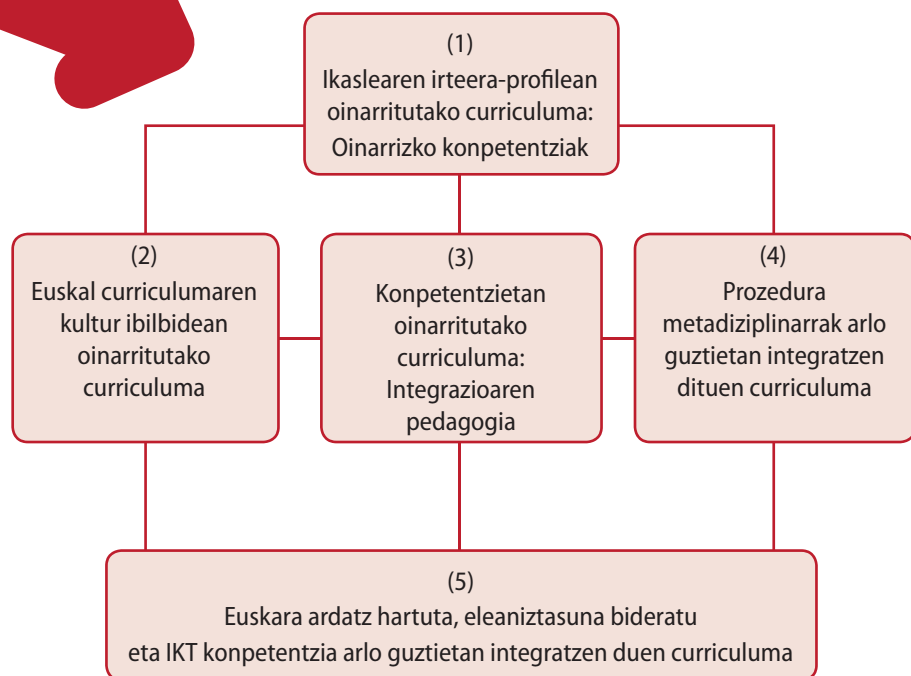 (1)
Ikaslearen irteera-profilean
oinarritutako curriculuma:
Oinarrizko konpetentziak
(2)
Euskal curriculumaren
kultur ibilbidean
oinarritutako
curriculuma
(3)
Konpetentzietan
oinarritutako
curriculuma:
Integrazioaren
pedagogia
(4)
Prozedura
metadiziplinarrak arlo
guztietan integratzen
dituen curriculuma
(5)
Euskara ardatz hartuta, eleaniztasuna bideratu
eta IKT konpetentzia arlo guztietan integratzen duen curriculuma